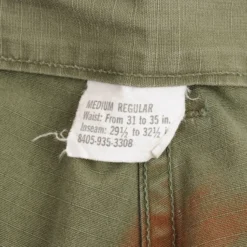 MEDIUM REGULAR
Waist: From 31 to 35 in.
Inseam: 29½ to 32½
8405-935-3308